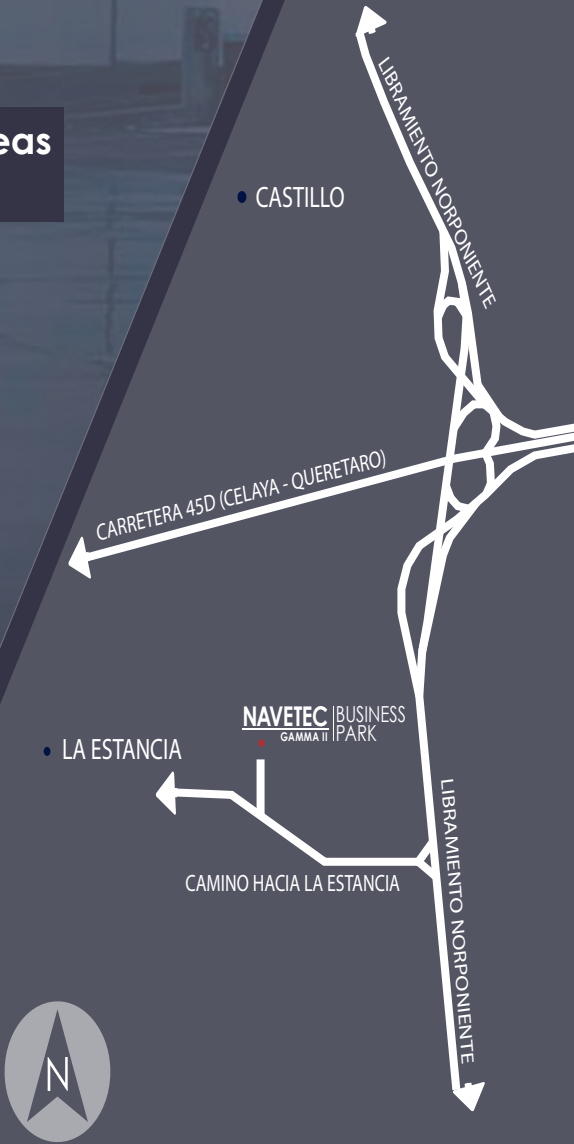 eas
CASTILLO
LIBRAMIENTO NORPONIENTE
CARRETERA 45D (CELAYA - QUERETARO)
NAVETEC BUSINESS
GAMMA II PARK
LA ESTANCIA
CAMINO HACIA LA ESTANCIA
LIBRAMIENTO NORPONIENTE
N